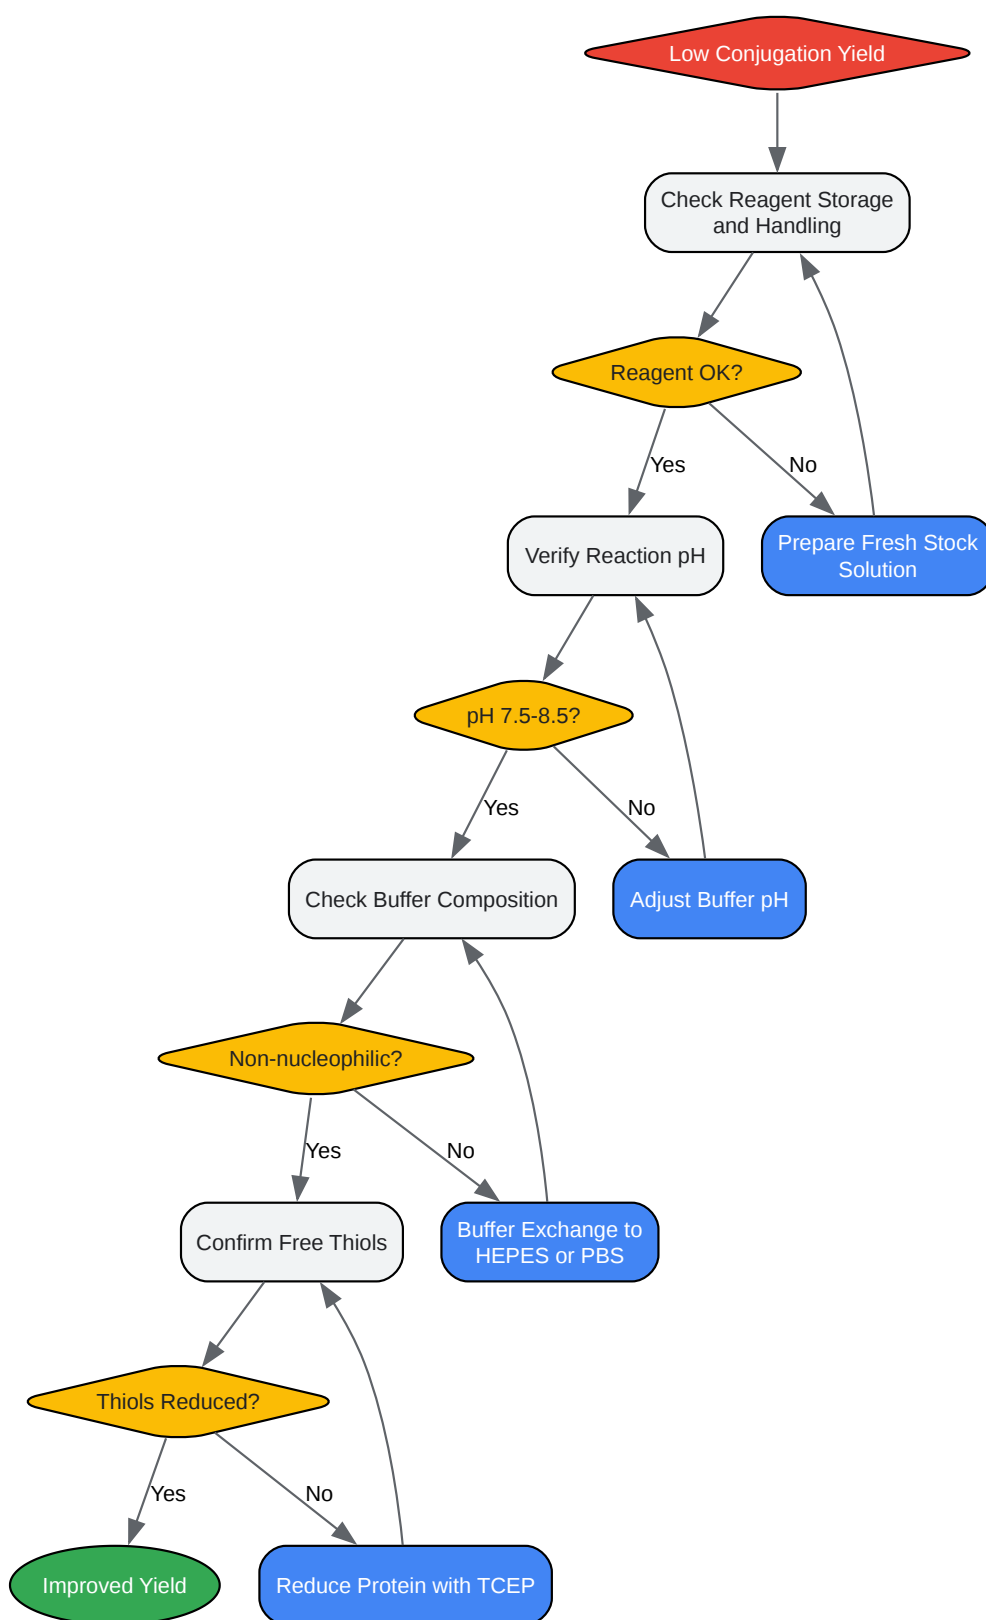 Low Conjugation Yield
Check Reagent Storage
and Handling
Reagent OK?
Yes
No
Verify Reaction pH
Prepare Fresh Stock
Solution
pH 7.5-8.5?
Yes
No
Check Buffer Composition
Adjust Buffer pH
Non-nucleophilic?
Yes
No
Confirm Free Thiols
Buffer Exchange to
HEPES or PBS
Thiols Reduced?
Yes
No
Improved Yield
Reduce Protein with TCEP